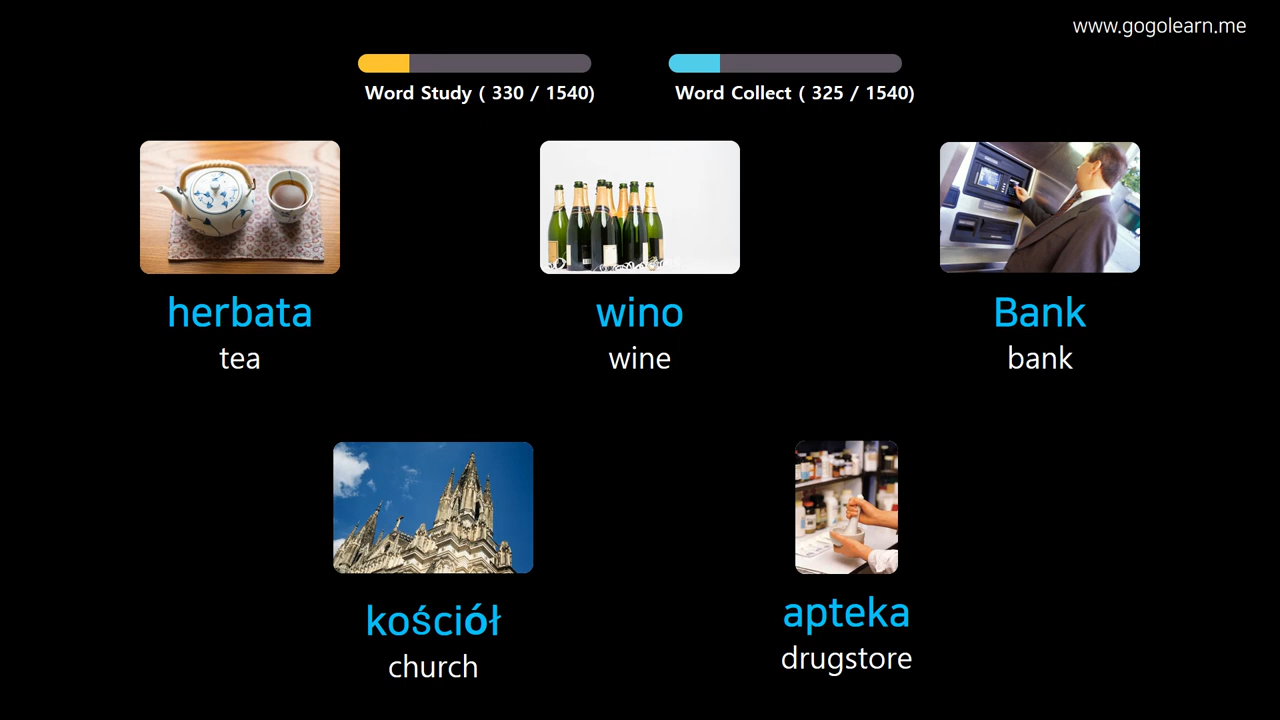 www.gogolearn.me
Word Study ( 330 / 1540)
Word Collect ( 325 / 1540)
herbata
tea
wino
wine
Bank
bank
kościół
church
apteka
drugstore